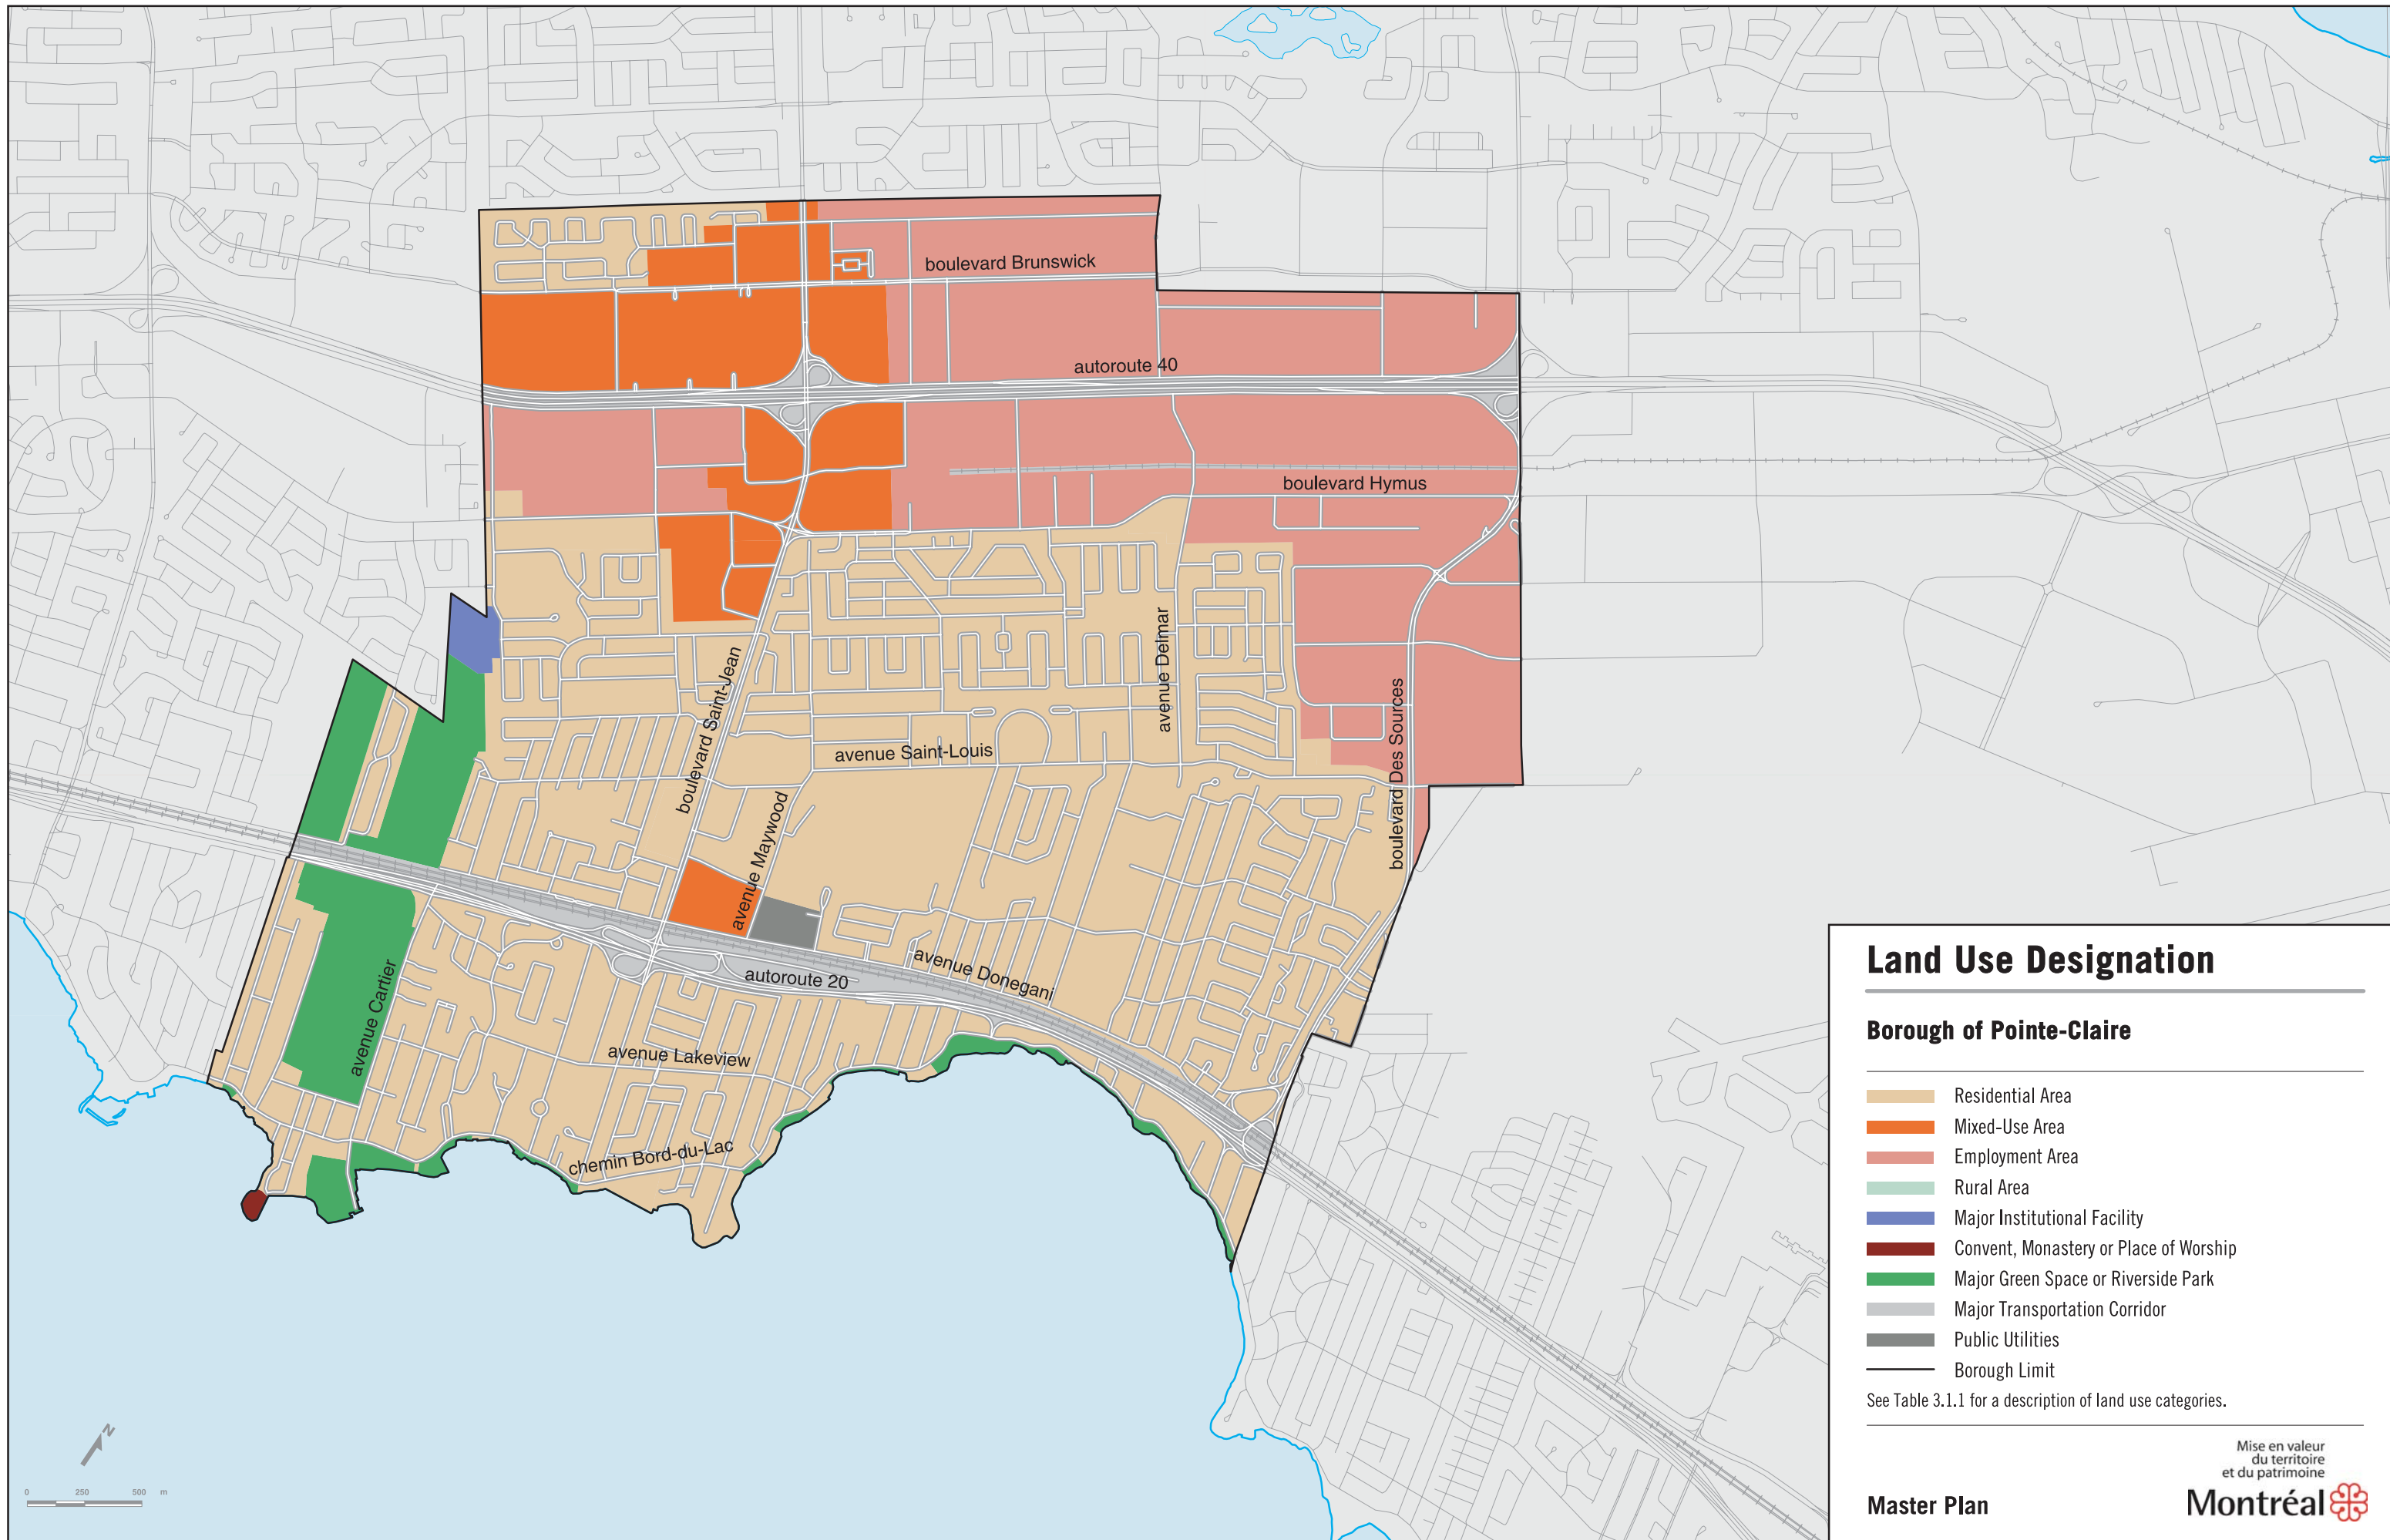 boulevard Brunswick
autoroute 40
boulevard Hymus
avenue Delmar
boulevard Saint-Jean
boulevard Des Sources
avenue Saint-Louis
avenue Maywood
avenue Donegani
autoroute 20
avenue Cartier
avenue Lakeview
chemin Bord-du-Lac
N
0 250 500 m
Land Use Designation
Borough of Pointe-Claire
Residential Area
Mixed-Use Area
Employment Area
Rural Area
Major Institutional Facility
Convent, Monastery or Place of Worship
Major Green Space or Riverside Park
Major Transportation Corridor
Public Utilities
Borough Limit
See Table 3.1.1 for a description of land use categories.
Mise en valeur
du territoire
et du patrimoine
Master Plan
Montréal